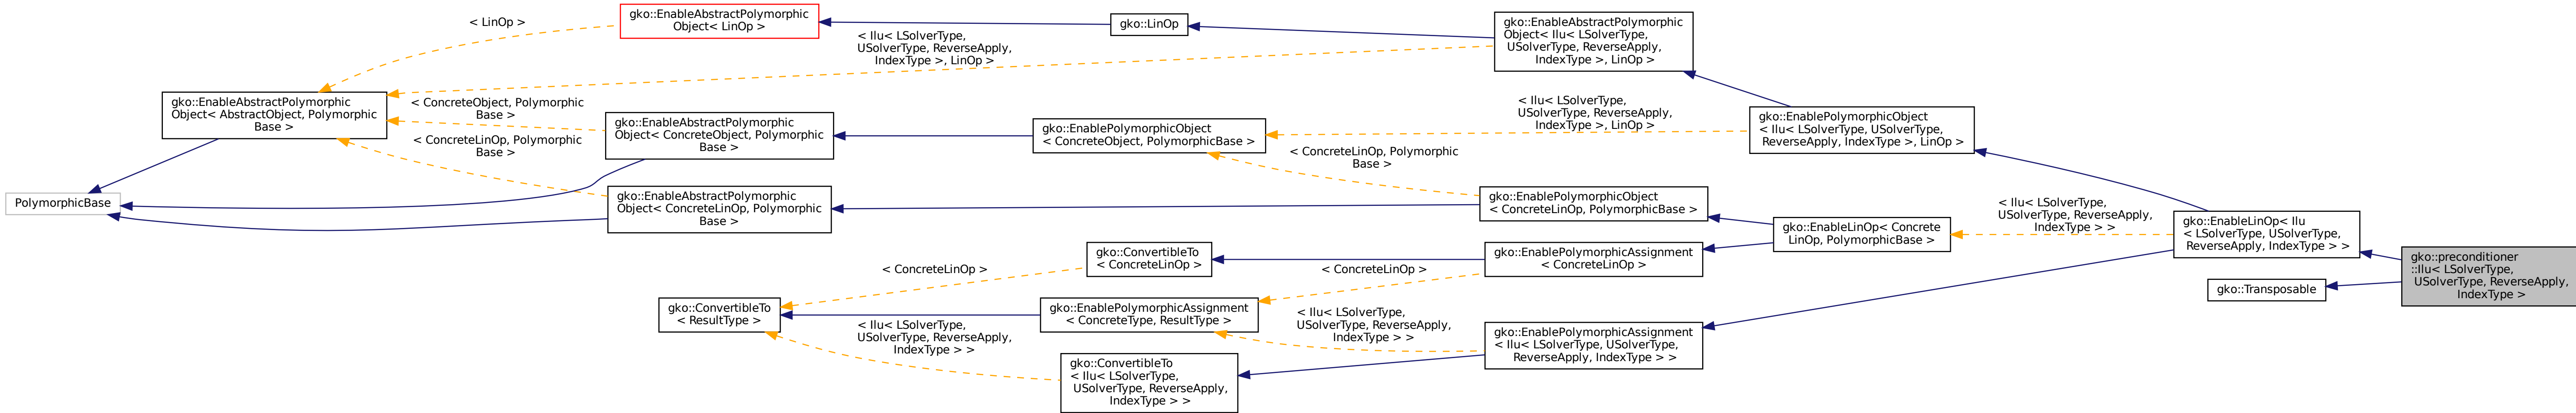 PolymorphicBase
gko::EnableAbstractPolymorphic
Object< AbstractObject, Polymorphic
Base >
< LinOp >
< ConcreteObject, Polymorphic
Base >
< ConcreteLinOp, Polymorphic
Base >
gko::EnableAbstractPolymorphic
Object< LinOp >
gko::EnableAbstractPolymorphic
Object< ConcreteObject, Polymorphic
Base >
gko::EnableAbstractPolymorphic
Object< ConcreteLinOp, Polymorphic
Base >
gko::ConvertibleTo
< ResultType >
< Ilu< LSolverType,
USolverType, ReverseApply,
IndexType >, LinOp >
< ConcreteLinOp >
< Ilu< LSolverType,
USolverType, ReverseApply,
IndexType > >
gko::LinOp
gko::EnablePolymorphicObject
< ConcreteObject, PolymorphicBase >
gko::ConvertibleTo
< ConcreteLinOp >
gko::EnablePolymorphicAssignment
< ConcreteType, ResultType >
gko::ConvertibleTo
< Ilu< LSolverType,
USolverType, ReverseApply,
IndexType > >
< Ilu< LSolverType,
USolverType, ReverseApply,
IndexType >, LinOp >
< ConcreteLinOp, Polymorphic
Base >
< ConcreteLinOp >
< Ilu< LSolverType,
USolverType, ReverseApply,
IndexType > >
gko::EnableAbstractPolymorphic
Object< Ilu< LSolverType,
USolverType, ReverseApply,
IndexType >, LinOp >
gko::EnablePolymorphicObject
< ConcreteLinOp, PolymorphicBase >
gko::EnablePolymorphicAssignment
< ConcreteLinOp >
gko::EnablePolymorphicAssignment
< Ilu< LSolverType, USolverType,
ReverseApply, IndexType > >
gko::EnablePolymorphicObject
< Ilu< LSolverType, USolverType,
ReverseApply, IndexType >, LinOp >
gko::EnableLinOp< Concrete
LinOp, PolymorphicBase >
< Ilu< LSolverType,
USolverType, ReverseApply,
IndexType > >
gko::EnableLinOp< Ilu
< LSolverType, USolverType,
ReverseApply, IndexType > >
gko::Transposable
gko::preconditioner
::Ilu< LSolverType,
USolverType, ReverseApply,
IndexType >